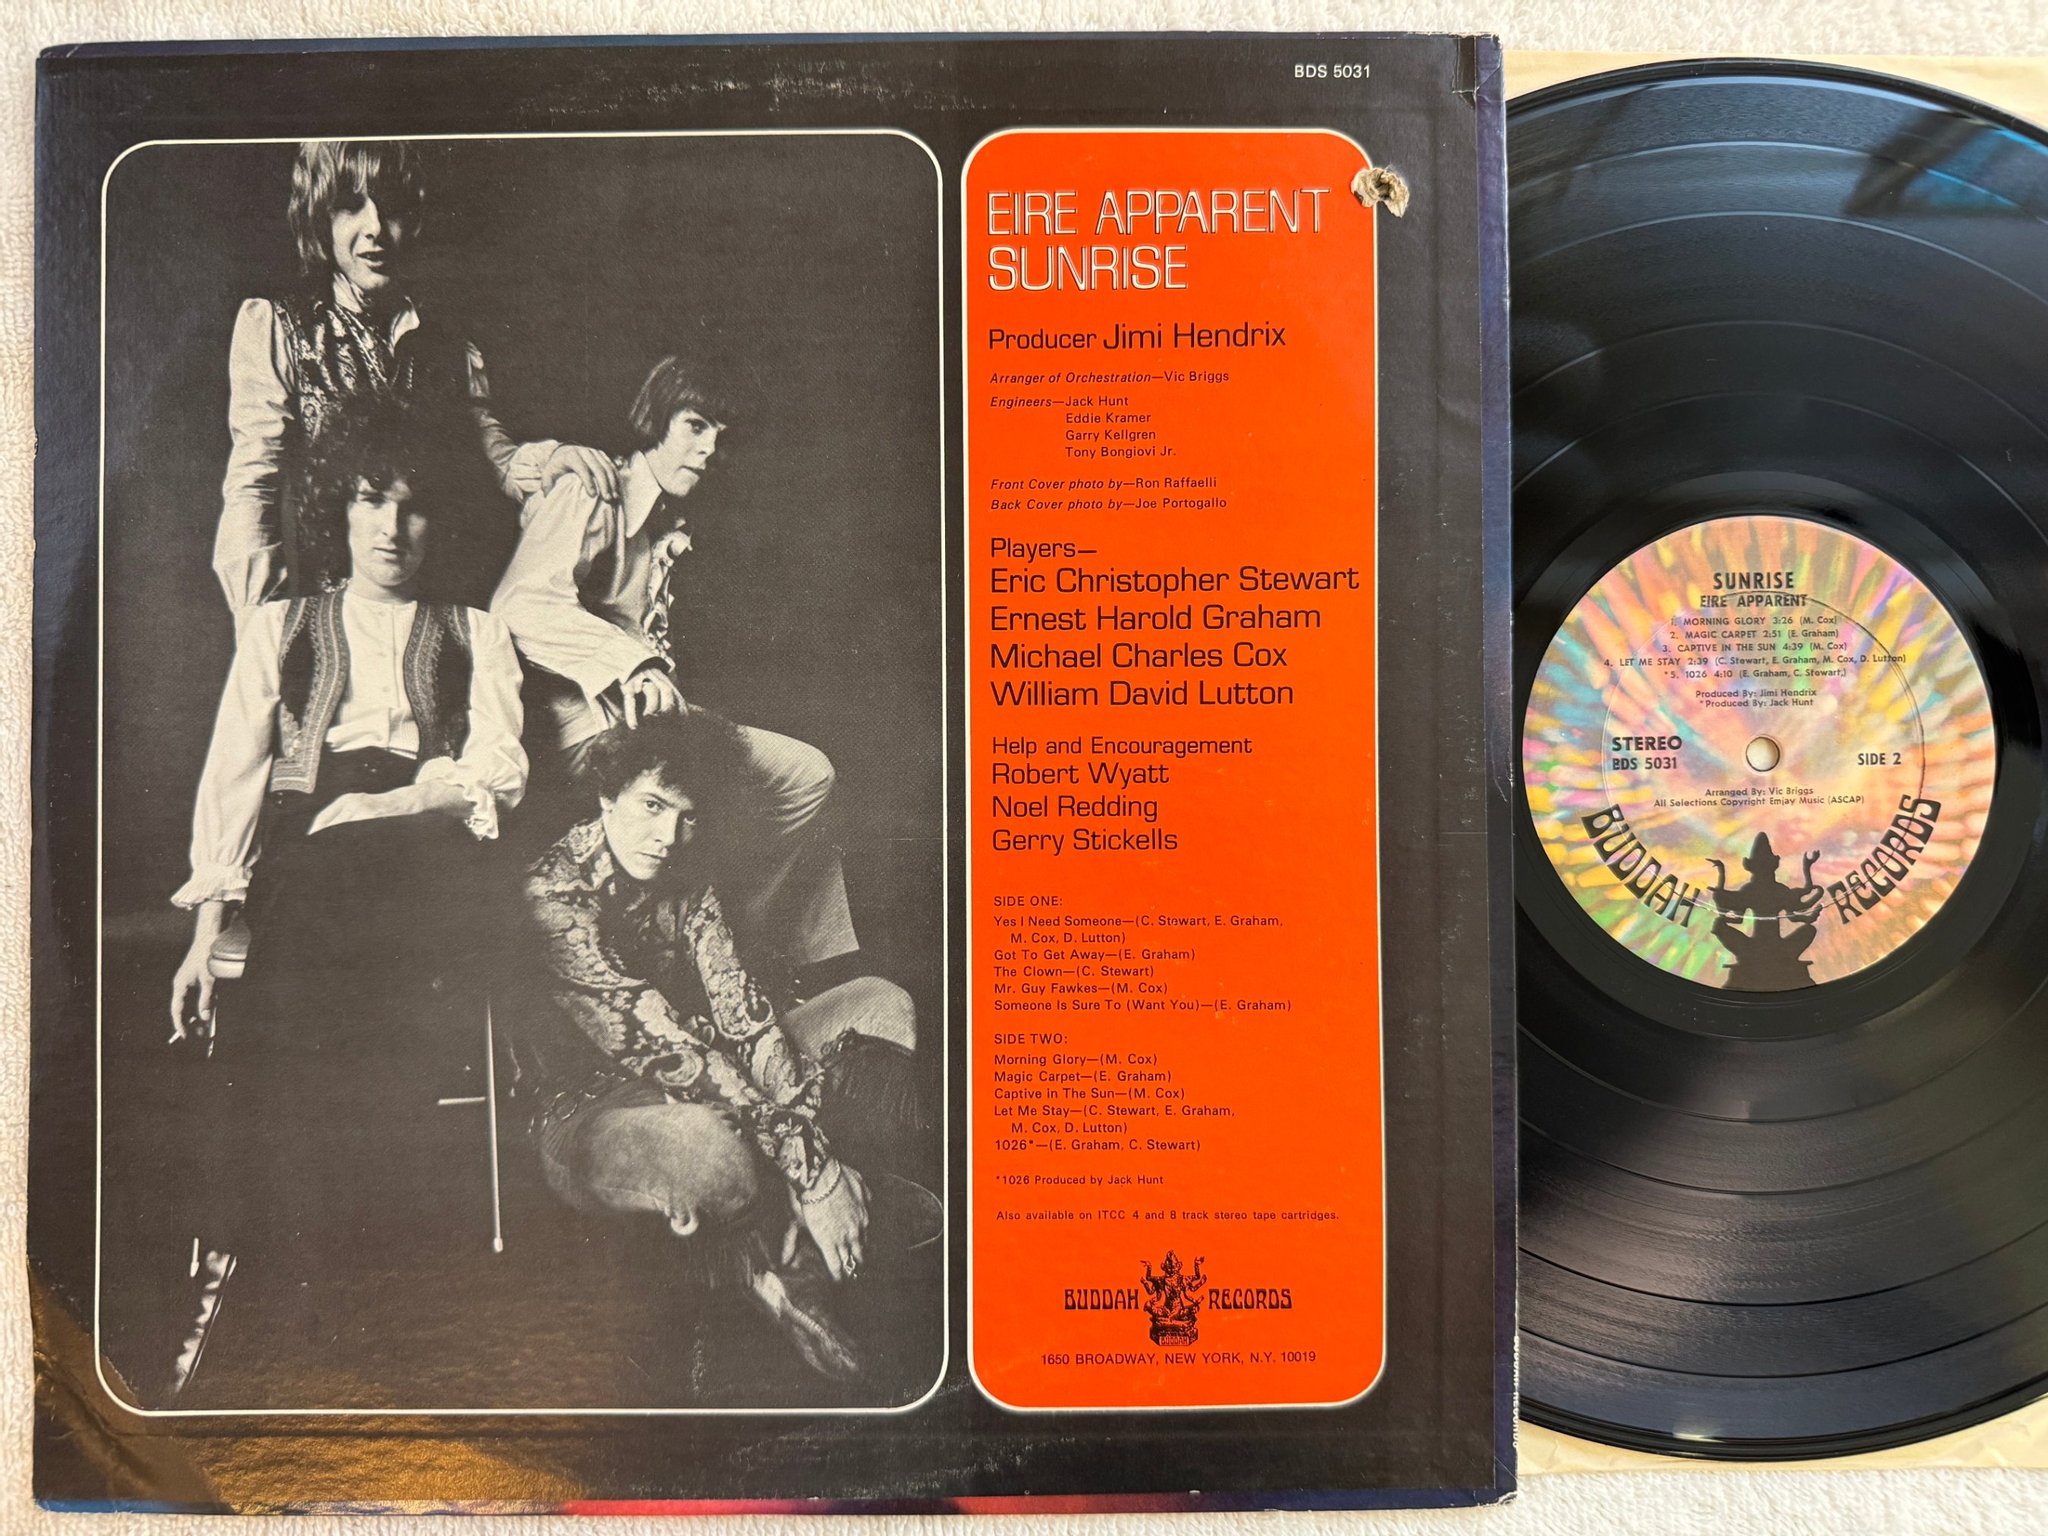 BDS 5031
EIRE APPARENT
SUNRISE
Producer Jimi Hendrix
Arranger of Orchestration—Vic Briggs
Engineers—Jack Hunt
Eddie Kramer
Garry Kellgren
Tony Bongiovi Jr.
Front Cover photo by—Ron Raffaelli
Back Cover photo by—Joe Portogallo
Players—
Eric Christopher Stewart
Ernest Harold Graham
Michael Charles Cox
William David Lutton
Help and Encouragement
Robert Wyatt
Noel Redding
Gerry Stickells
SIDE ONE:
Yes I Need Someone—(C. Stewart, E. Graham,
M. Cox, D. Lutton)
Got To Get Away—(E. Graham)
The Clown—(C. Stewart)
Mr. Guy Fawkes—(M. Cox)
Someone Is Sure To (Want You)—(E. Graham)
SIDE TWO:
Morning Glory—(M. Cox)
Magic Carpet—(E. Graham)
Captive in The Sun—(M. Cox)
Let Me Stay—(C. Stewart, E. Graham,
M. Cox, D. Lutton)
1026*—(E. Graham, C. Stewart)
*1026 Produced by Jack Hunt
Also available on ITCC 4 and 8 track stereo tape cartridges.
BUDDAH RECORDS
BUDDAH
1650 BROADWAY, NEW YORK, N.Y. 10019
SUNRISE
EIRE APPARENT
1. MORNING GLORY 3:26 (M. Cox)
2. MAGIC CARPET 2:51 (E. Graham)
3. CAPTIVE IN THE SUN 4:39 (M. Cox)
4. LET ME STAY 2:39 (C. Stewart, E. Graham, M. Cox, D. Lutton)
*5. 1026 4:10 (E. Graham, C. Stewart,)
Produced By: Jimi Hendrix
*Produced By: Jack Hunt
STEREO
BDS 5031
SIDE 2
Arranged By: Vic Briggs
All Selections Copyright Emjay Music (ASCAP)
BUDDAH RECORDS